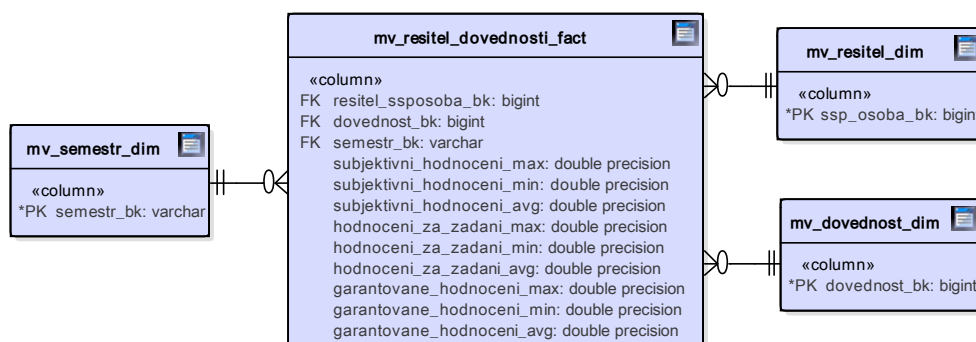 mv_resitel_dovednosti_fact
«column»
FK resitel_ssposoba_bk: bigint
FK dovednost_bk: bigint
FK semestr_bk: varchar
subjektivni_hodnoceni_max: double precision
subjektivni_hodnoceni_min: double precision
subjektivni_hodnoceni_avg: double precision
hodnoceni_za_zadani_max: double precision
hodnoceni_za_zadani_min: double precision
hodnoceni_za_zadani_avg: double precision
garantovane_hodnoceni_max: double precision
garantovane_hodnoceni_min: double precision
garantovane_hodnoceni_avg: double precision
mv_semestr_dim
«column»
*PK semestr_bk: varchar
mv_resitel_dim
«column»
*PK ssp_osoba_bk: bigint
mv_dovednost_dim
«column»
*PK dovednost_bk: bigint